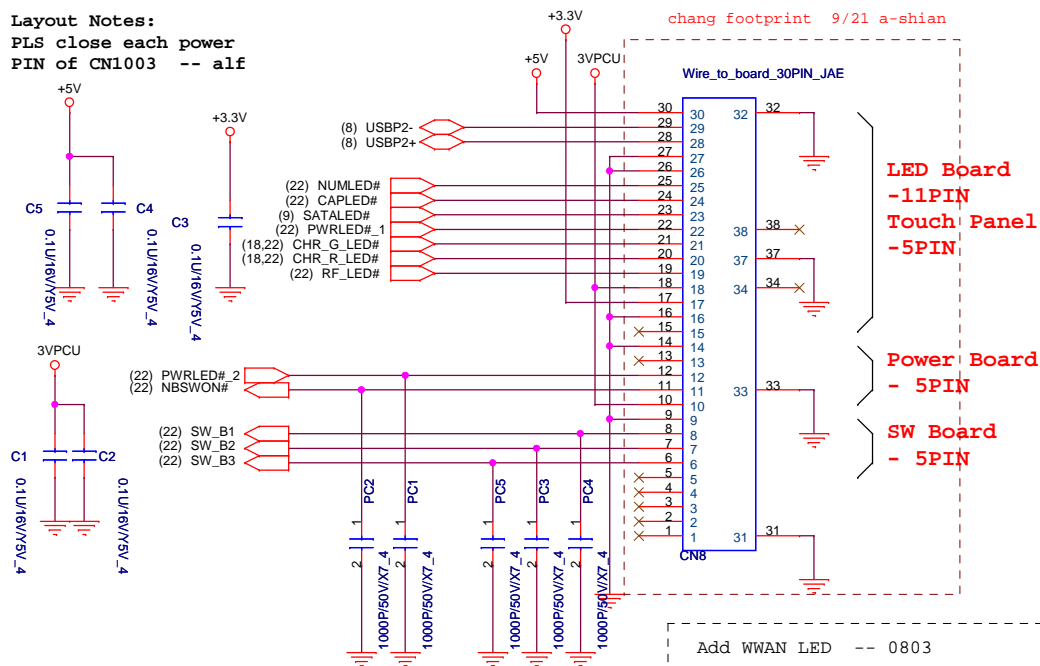 Layout Notes:
PLS close each power
PIN of CN1003  -- alf
chang footprint  9/21 a-shian
+3.3V
+5V
3VPCU
Wire_to_board_30PIN_JAE
+5V
+3.3V
C5
C4
C3
0.1U/16V/Y5V_4
0.1U/16V/Y5V_4
0.1U/16V/Y5V_4
3VPCU
C1
C2
0.1U/16V/Y5V_4
0.1U/16V/Y5V_4
(8) USBP2-
(8) USBP2+
(22) NUMLED#
(22) CAPLED#
(9) SATALED#
(22) PWRLED#_1
(18,22) CHR_G_LED#
(18,22) CHR_R_LED#
(22) RF_LED#
(22) PWRLED#_2
(22) NBSWON#
(22) SW_B1
(22) SW_B2
(22) SW_B3
30 30 32 32
29 29
28 28
27 27
26 26
25 25
24 24
23 23
22 22 38 38
21 21
20 20 37 37
19 19
18 18 34 34
17 17
16 16
15 15
14 14
13 13
12 12
11 11 33 33
10 10
9 9
8 8
7 7
6 6
5 5
4 4
3 3
2 2
1 1 31 31
CN8
LED Board
-11PIN
Touch Panel
-5PIN
Power Board
- 5PIN
SW Board
- 5PIN
PC2
PC1
PC5
PC3
PC4
1 1 1 1 1
2 2 2 2 2
1000P/50V/X7_4
1000P/50V/X7_4
1000P/50V/X7_4
1000P/50V/X7_4
1000P/50V/X7_4
Add WWAN LED  -- 0803